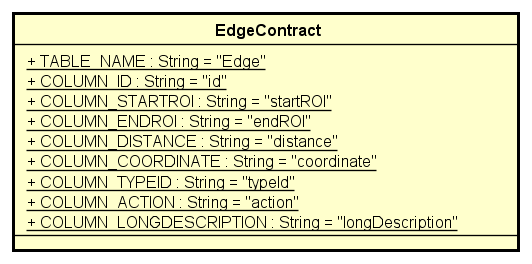 EdgeContract
+ TABLE_NAME : String = "Edge"
+ COLUMN_ID : String = "id"
+ COLUMN_STARTROI : String = "startROI"
+ COLUMN_ENDROI : String = "endROI"
+ COLUMN_DISTANCE : String = "distance"
+ COLUMN_COORDINATE : String = "coordinate"
+ COLUMN_TYPEID : String = "typeId"
+ COLUMN_ACTION : String = "action"
+ COLUMN_LONGDESCRIPTION : String = "longDescription"